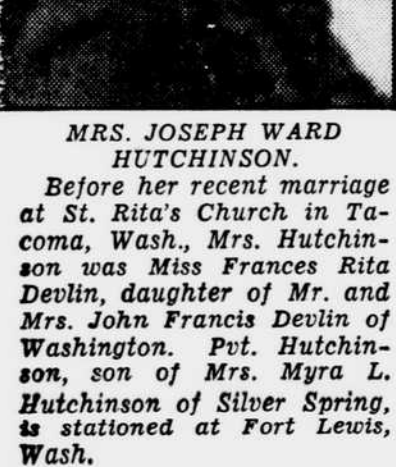 MRS. JOSEPH WARD
HUTCHINSON.
Before her recent marriage
at St. Rita's Church in Ta-
coma, Wash., Mrs. Hutchin-
son was Miss Frances Rita
Devlin, daughter of Mr. and
Mrs. John Francis Devlin of
Washington. Pvt. Hutchin-
son, son of Mrs. Myra L.
Hutchinson of Silver Spring,
is stationed at Fort Lewis,
Wash.